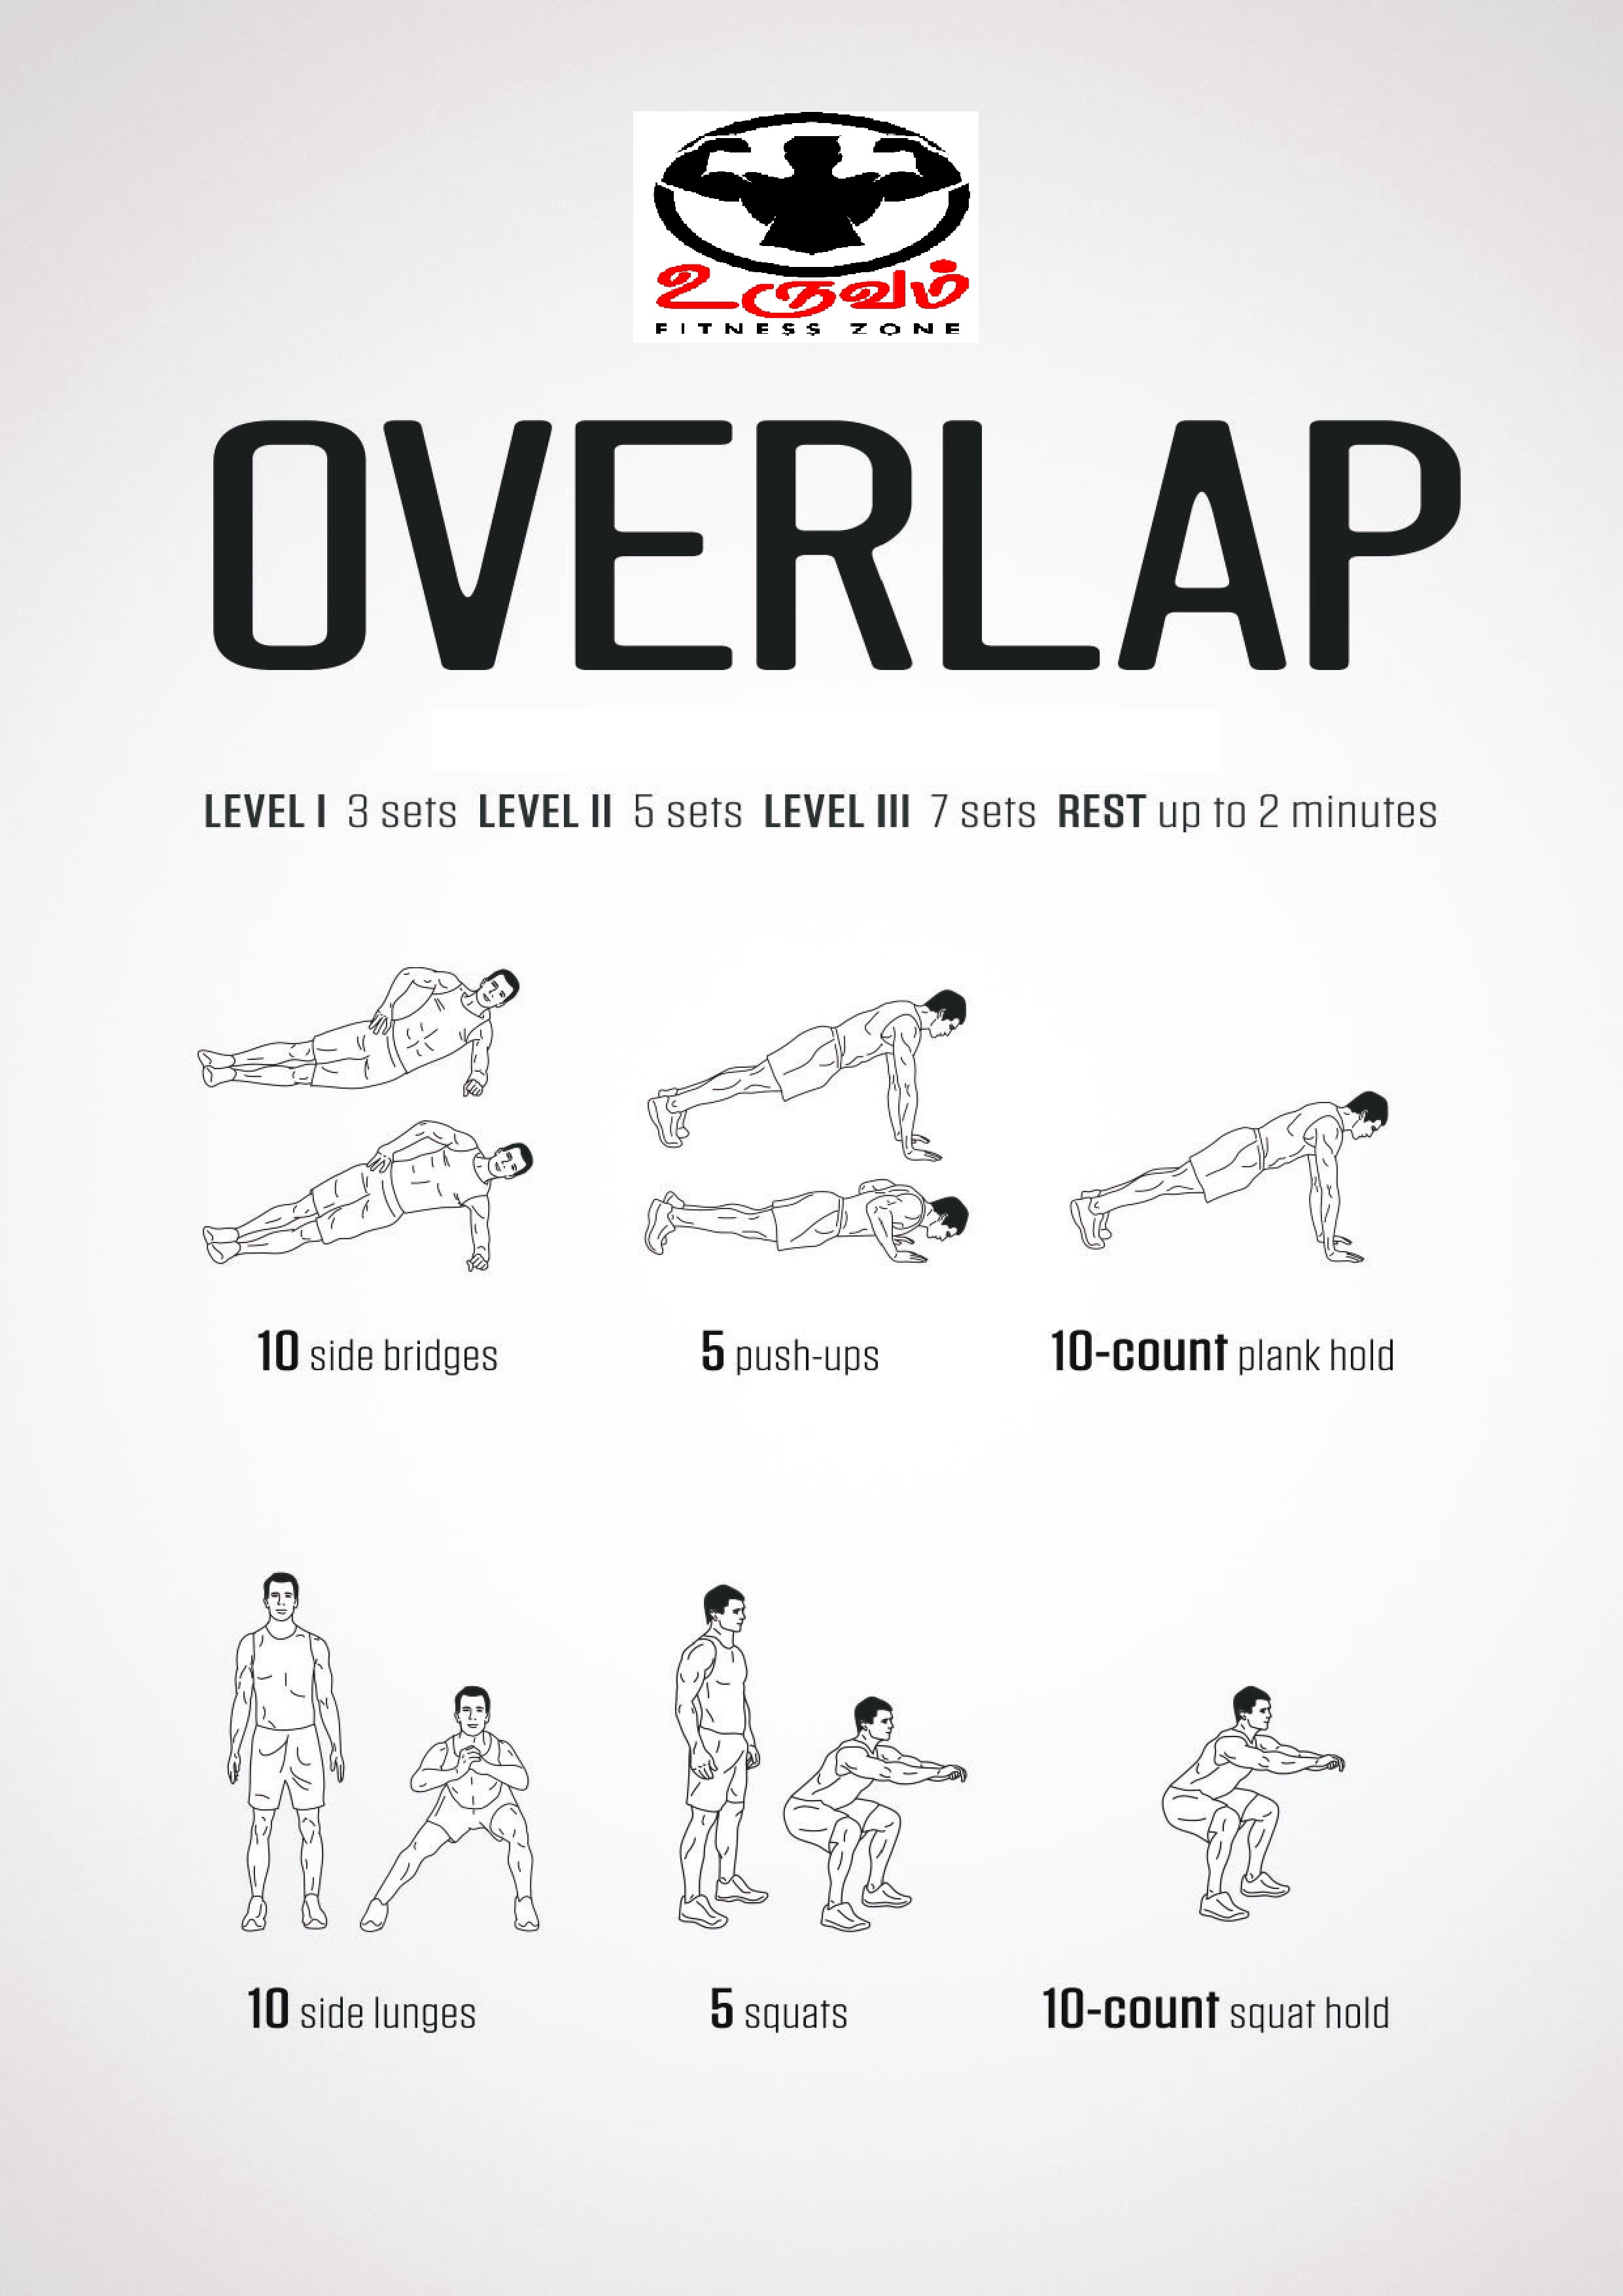 உருவம்
FITNESS ZONE
OVERLAP
LEVEL I 3 sets LEVEL II 5 sets LEVEL III 7 sets REST up to 2 minutes
10 side bridges
5 push-ups
10-count plank hold
10 side lunges
5 squats
10-count squat hold